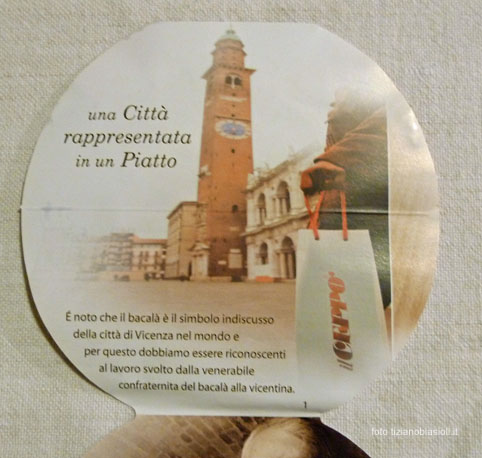 una Città
rappresentata
in un Piatto
il CEPPO
É noto che il bacalà è il simbolo indiscusso
della città di Vicenza nel mondo e
per questo dobbiamo essere riconoscenti
al lavoro svolto dalla venerabile
confraternita del bacalà alla vicentina.
1
foto tizianobiasioli.it